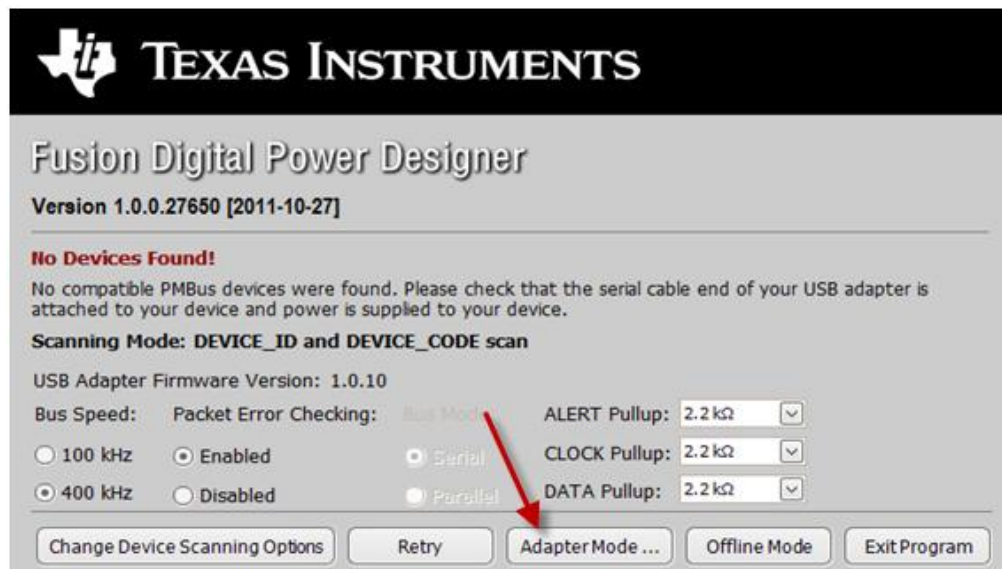 TEXAS INSTRUMENTS
Fusion Digital Power Designer
Version 1.0.0.27650 [2011-10-27]
No Devices Found!
No compatible PMBus devices were found. Please check that the serial cable end of your USB adapter is
attached to your device and power is supplied to your device.
Scanning Mode: DEVICE_ID and DEVICE_CODE scan
USB Adapter Firmware Version: 1.0.10
Bus Speed: Packet Error Checking: Bus Mode: ALERT Pullup: 2.2 kΩ
100 kHz Enabled Serial CLOCK Pullup: 2.2 kΩ
400 kHz Disabled Parallel DATA Pullup: 2.2 kΩ
Change Device Scanning Options Retry Adapter Mode ... Offline Mode Exit Program